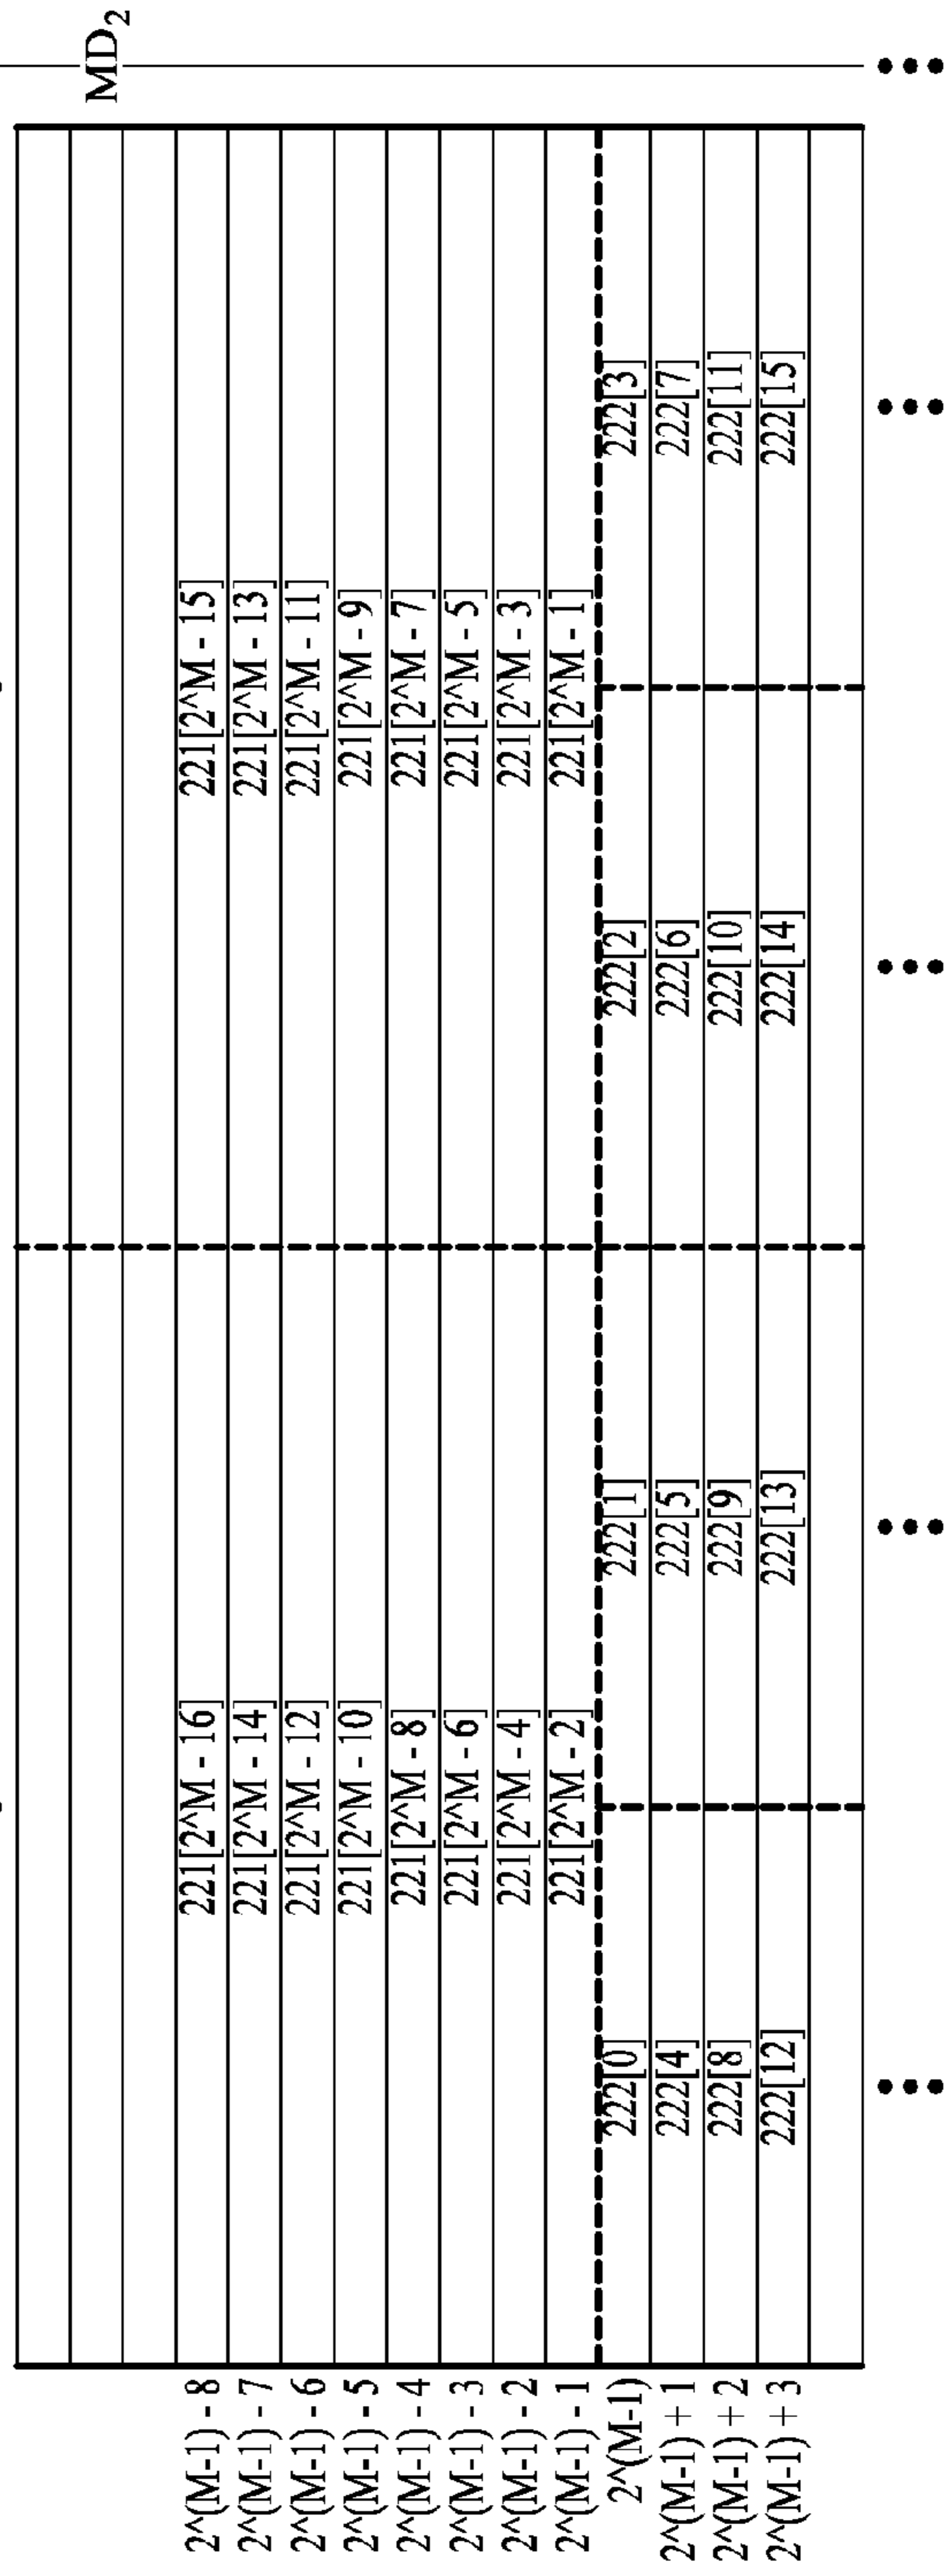 MD2
2^(M-1) - 8 221[2^M - 16] 221[2^M - 15]
2^(M-1) - 7 221[2^M - 14] 221[2^M - 13]
2^(M-1) - 6 221[2^M - 12] 221[2^M - 11]
2^(M-1) - 5 221[2^M - 10] 221[2^M - 9]
2^(M-1) - 4 221[2^M - 8] 221[2^M - 7]
2^(M-1) - 3 221[2^M - 6] 221[2^M - 5]
2^(M-1) - 2 221[2^M - 4] 221[2^M - 3]
2^(M-1) - 1 221[2^M - 2] 221[2^M - 1]
2^(M-1) 222[0] 222[1] 222[2] 222[3]
2^(M-1) + 1 222[4] 222[5] 222[6] 222[7]
2^(M-1) + 2 222[8] 222[9] 222[10] 222[11]
2^(M-1) + 3 222[12] 222[13] 222[14] 222[15]